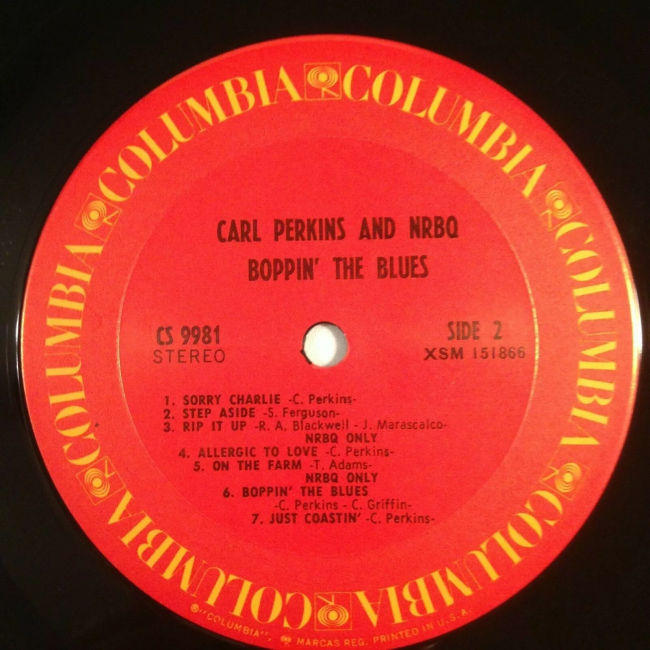 COLUMBIA COLUMBIA COLUMBIA COLUMBIA COLUMBIA COLUMBIA
CARL PERKINS AND NRBQ
BOPPIN' THE BLUES
CS 9981 SIDE 2
STEREO XSM 151866
1. SORRY CHARLIE -C. Perkins-
2. STEP ASIDE -S. Ferguson-
3. RIP IT UP -R. A. Blackwell - J. Marascalco-
NRBQ ONLY
4. ALLERGIC TO LOVE -C. Perkins-
5. ON THE FARM -T. Adams-
NRBQ ONLY
6. BOPPIN' THE BLUES
-C. Perkins - C. Griffin-
7. JUST COASTIN' -C. Perkins-
®"COLUMBIA", MARCAS REG. PRINTED IN U.S.A.